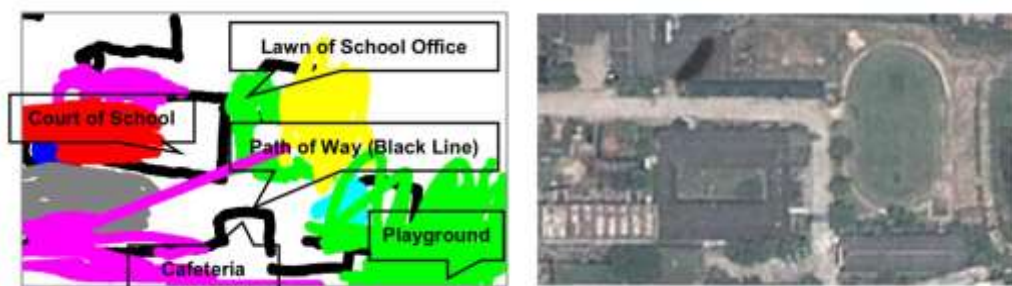 Lawn of School Office
Court of School
Path of Way (Black Line)
Playground
Cafeteria